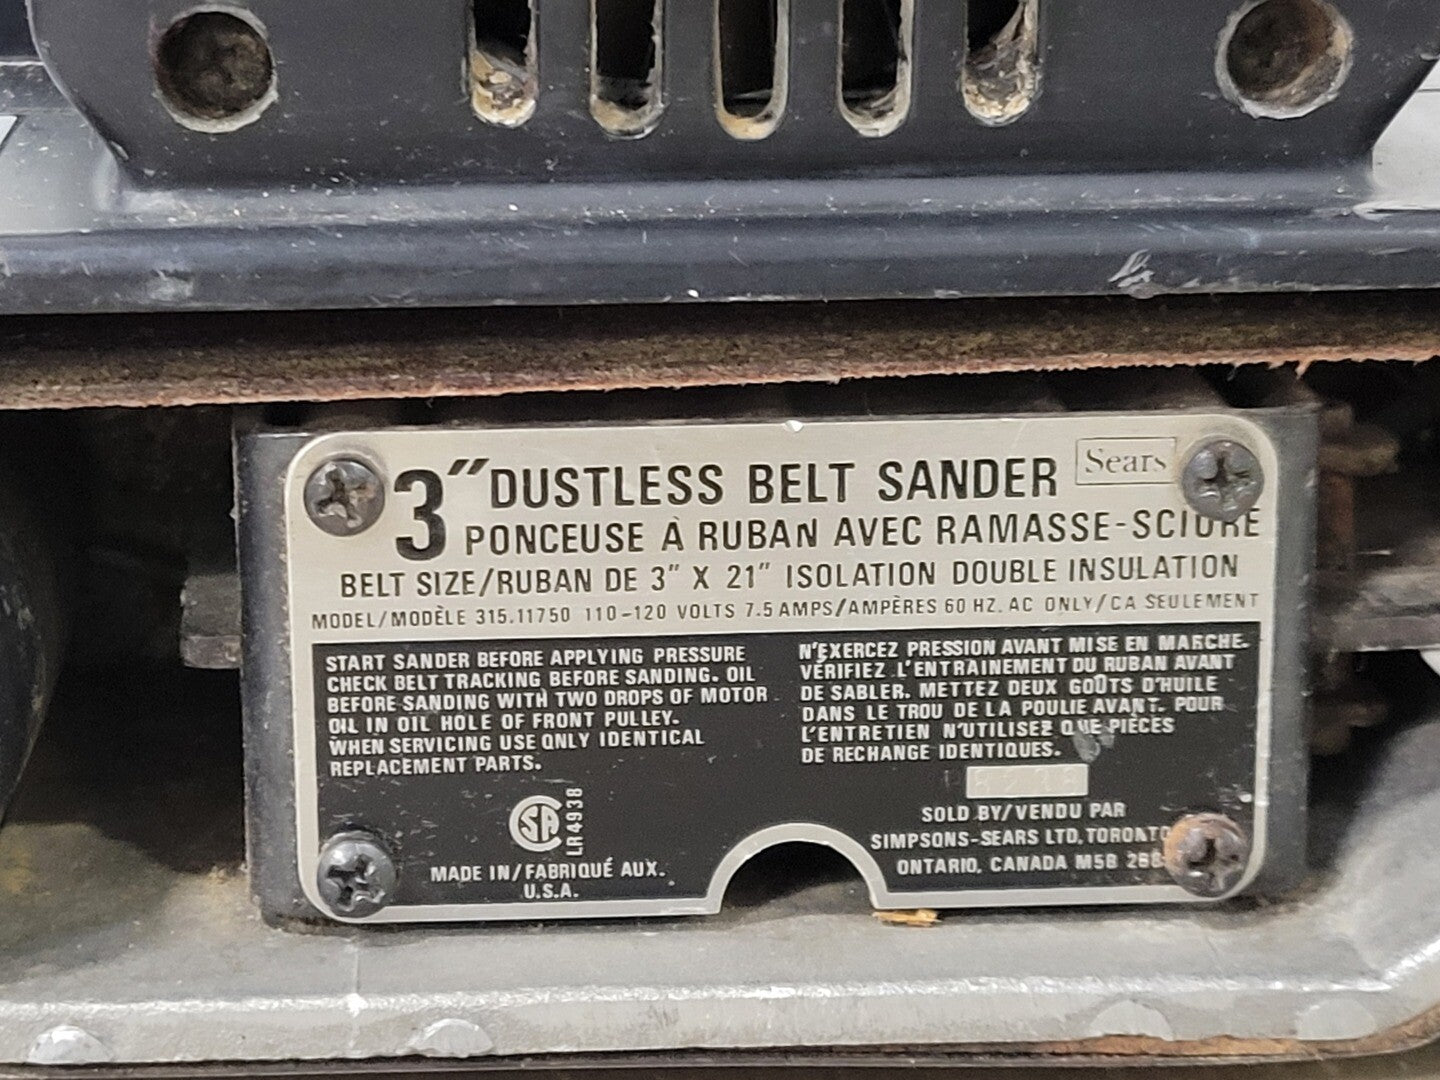 3" DUSTLESS BELT SANDER Sears
PONCEUSE À RUBAN AVEC RAMASSE-SCIURE
BELT SIZE/RUBAN DE 3" X 21" ISOLATION DOUBLE INSULATION
MODEL/MODÈLE 315.11750 110-120 VOLTS 7.5 AMPS/AMPÈRES 60 HZ. AC ONLY/CA SEULEMENT
START SANDER BEFORE APPLYING PRESSURE
CHECK BELT TRACKING BEFORE SANDING. OIL
BEFORE SANDING WITH TWO DROPS OF MOTOR
OIL IN OIL HOLE OF FRONT PULLEY.
WHEN SERVICING USE ONLY IDENTICAL
REPLACEMENT PARTS.
N'EXERCEZ PRESSION AVANT MISE EN MARCHE.
VÉRIFIEZ L'ENTRAINEMENT DU RUBAN AVANT
DE SABLER. METTEZ DEUX GOÛTS D'HUILE
DANS LE TROU DE LA POULIE AVANT. POUR
L'ENTRETIEN N'UTILISEZ QUE PIÈCES
DE RECHANGE IDENTIQUES.
SA
LR4938
MADE IN/FABRIQUÉ AUX.
U.S.A.
SOLD BY/VENDU PAR
SIMPSONS-SEARS LTD, TORONTO
ONTARIO, CANADA M5B